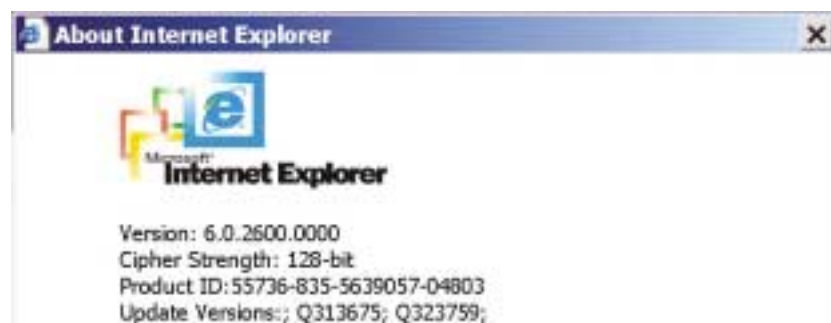 About Internet Explorer
Microsoft
Internet Explorer
Version: 6.0.2600.0000
Cipher Strength: 128-bit
Product ID:55736-835-5639057-04803
Update Versions:; Q313675; Q323759;